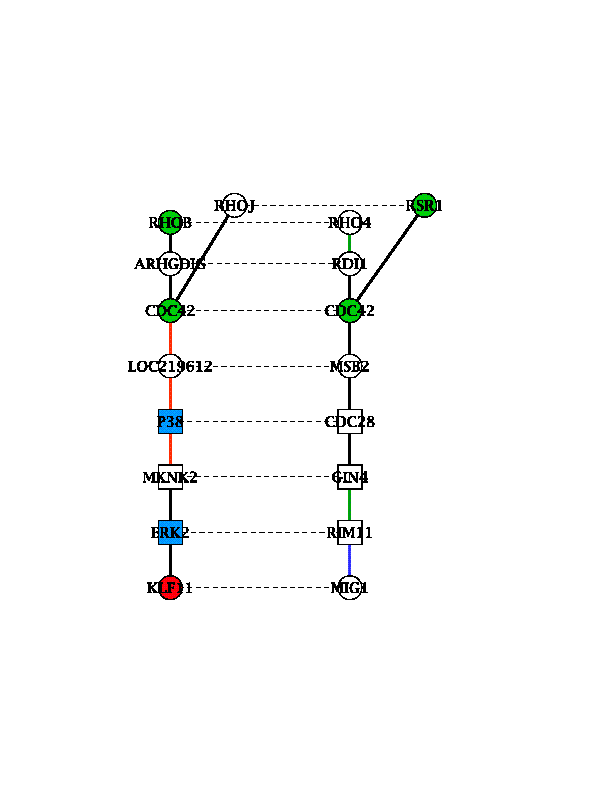 RHOJ RSR1
RHOB RHO4
ARHGDIG RDI1
CDC42 CDC42
LOC219612 MSB2
P38 CDC28
MKNK2 GIN4
ERK2 RIM11
KLF11 MIG1